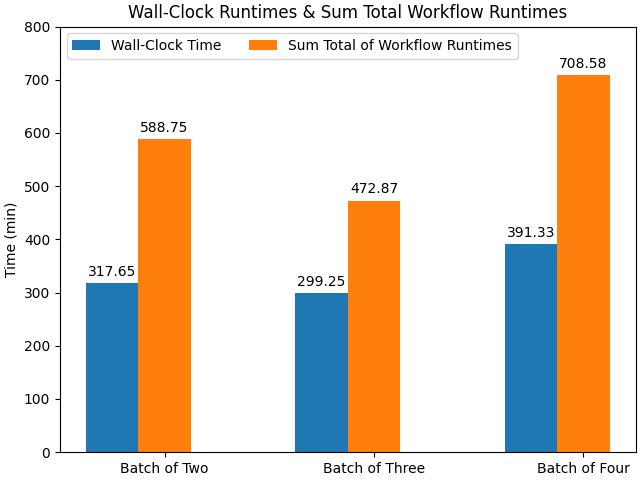 Wall-Clock Runtimes & Sum Total Workflow Runtimes
Wall-Clock Time
Sum Total of Workflow Runtimes
Time (min)
800
700
600
500
400
300
200
100
0
317.65
588.75
299.25
472.87
391.33
708.58
Batch of Two
Batch of Three
Batch of Four